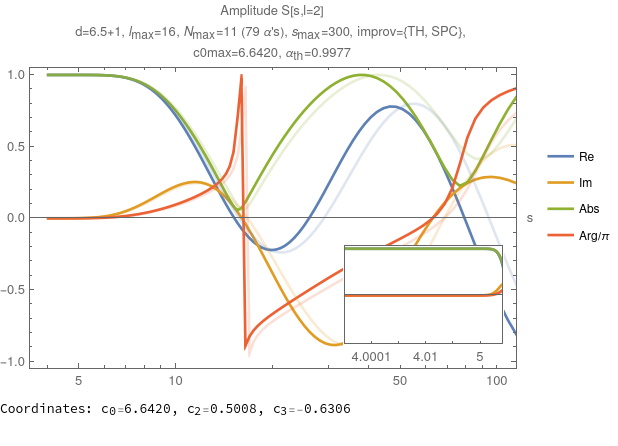 Amplitude S[s,l=2]
d=6.5+1, lmax=16, Nmax=11 (79 α's), smax=300, improv={TH, SPC},
c0max=6.6420, αth=0.9977
1.0
0.5
0.0
−0.5
−1.0
s
4.0001 4.01 5
5 10 50 100
Re
Im
Abs
Arg/π
Coordinates: c0=6.6420, c2=0.5008, c3=-0.6306